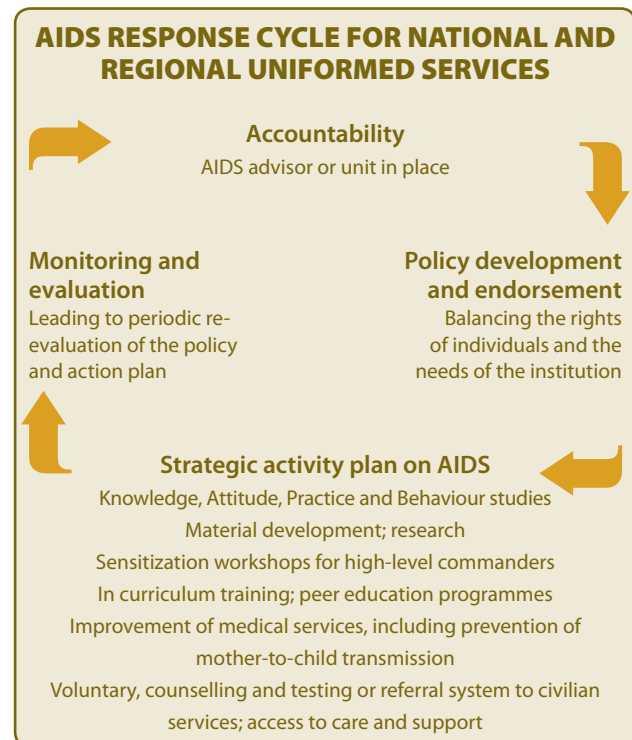 AIDS RESPONSE CYCLE FOR NATIONAL AND
REGIONAL UNIFORMED SERVICES
Accountability
AIDS advisor or unit in place
Monitoring and
evaluation
Leading to periodic re-
evaluation of the policy
and action plan
Policy development
and endorsement
Balancing the rights
of individuals and the
needs of the institution
Strategic activity plan on AIDS
Knowledge, Attitude, Practice and Behaviour studies
Material development; research
Sensitization workshops for high-level commanders
In curriculum training; peer education programmes
Improvement of medical services, including prevention of
mother-to-child transmission
Voluntary, counselling and testing or referral system to civilian
services; access to care and support